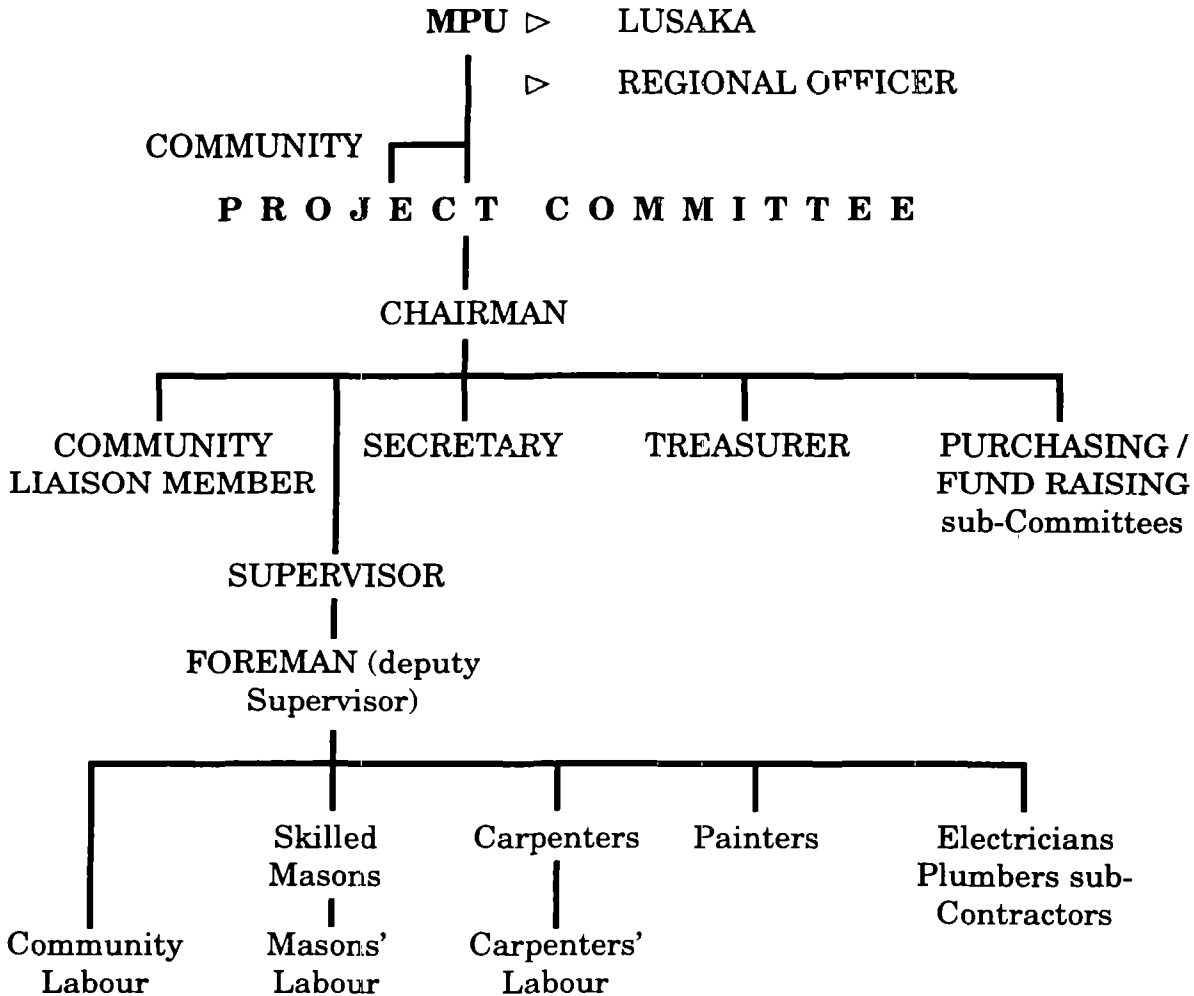 MPU ▷ LUSAKA
▷ REGIONAL OFFICER
COMMUNITY
PROJECT COMMITTEE
CHAIRMAN
COMMUNITY
LIAISON MEMBER
SECRETARY
TREASURER
PURCHASING /
FUND RAISING
sub-Committees
SUPERVISOR
FOREMAN (deputy
Supervisor)
Skilled
Masons
Carpenters
Painters
Electricians
Plumbers sub-
Contractors
Community
Labour
Masons'
Labour
Carpenters'
Labour